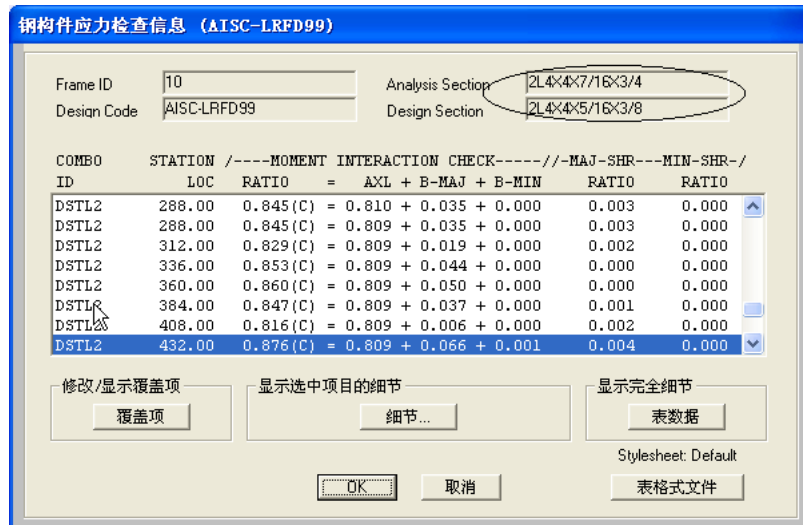 钢构件应力检查信息 (AISC-LRFD99)
Frame ID 10 Analysis Section 2L4X4X7/16X3/4
Design Code AISC-LRFD99 Design Section 2L4X4X5/16X3/8
COMBO STATION /----MOMENT INTERACTION CHECK-----//-MAJ-SHR---MIN-SHR-/
ID LOC RATIO = AXL + B-MAJ + B-MIN RATIO RATIO
DSTL2 288.00 0.845(C) = 0.810 + 0.035 + 0.000 0.003 0.000
DSTL2 288.00 0.845(C) = 0.809 + 0.035 + 0.000 0.003 0.000
DSTL2 312.00 0.829(C) = 0.809 + 0.019 + 0.000 0.002 0.000
DSTL2 336.00 0.853(C) = 0.809 + 0.044 + 0.000 0.000 0.000
DSTL2 360.00 0.860(C) = 0.809 + 0.050 + 0.000 0.000 0.000
DSTL2 384.00 0.847(C) = 0.809 + 0.037 + 0.000 0.001 0.000
DSTL2 408.00 0.816(C) = 0.809 + 0.006 + 0.000 0.002 0.000
DSTL2 432.00 0.876(C) = 0.809 + 0.066 + 0.001 0.004 0.000
修改/显示覆盖项 显示选中项目的细节 显示完全细节
覆盖项 细节... 表数据
Stylesheet: Default
OK 取消 表格式文件